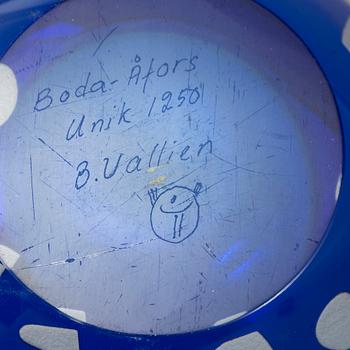 Boda-Åfors
Unik 1250
B. Vallien